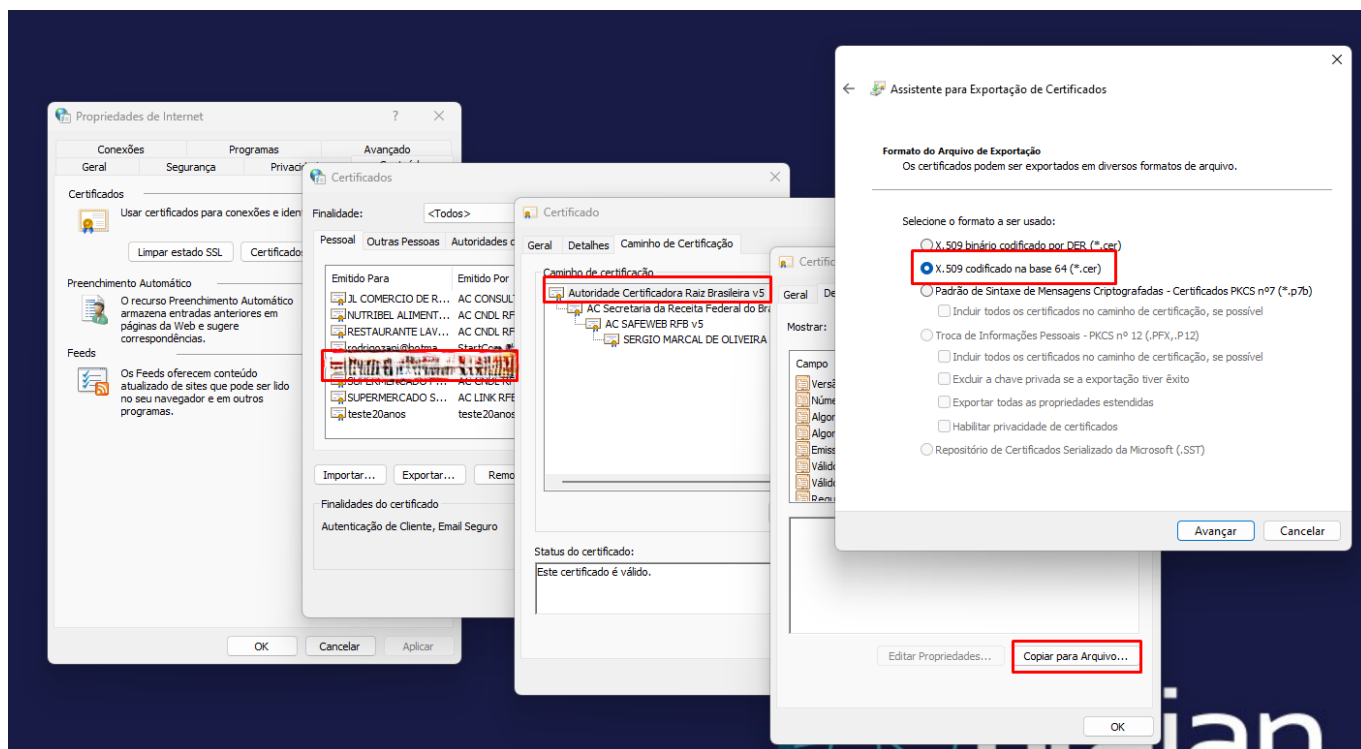 Propriedades de Internet
Conexões Programas Avançado
Geral Segurança
Certificados
Usar certificados para conexões e iden
Limpar estado SSL Certificado
Preenchimento Automático
O recurso Preenchimento Automático
armazena entradas anteriores em
páginas da Web e sugere
correspondências.
Feeds
Os Feeds oferecem conteúdo
atualizado de sites que pode ser lido
no seu navegador e em outros
programas.
OK Cancelar Aplicar
Certificados
Finalidade: <Todos>
Pessoal Outras Pessoas Autoridades
Emitido Para Emitido Por
JL COMERCIO DE R... AC CONSUL
NUTRIBEL ALIMENT... AC CNDL RF
RESTAURANTE LAV... AC CNDL RF
SUPERMERCADO S... AC LINK RFE
teste20anos teste20anos
Importar... Exportar... Remo
Finalidades do certificado
Autenticação de Cliente, Email Seguro
Certificado
Geral Detalhes Caminho de Certificação
Caminho de certificação
Autoridade Certificadora Raiz Brasileira v5
AC Secretaria da Receita Federal do Bra
AC SAFEWEB RFB v5
SERGIO MARCAL DE OLIVEIRA
Status do certificado:
Este certificado é válido.
Certific
Geral De
Mostrar:
Campo
Versã
Núme
Algor
Algor
Emiss
Válido
Válido
Editar Propriedades... Copiar para Arquivo...
OK
Assistente para Exportação de Certificados
Formato do Arquivo de Exportação
Os certificados podem ser exportados em diversos formatos de arquivo.
Selecione o formato a ser usado:
X.509 binário codificado por DER (*.cer)
X.509 codificado na base 64 (*.cer)
Padrão de Sintaxe de Mensagens Criptografadas - Certificados PKCS nº7 (*.p7b)
Incluir todos os certificados no caminho de certificação, se possível
Troca de Informações Pessoais - PKCS nº 12 (.PFX,.P12)
Incluir todos os certificados no caminho de certificação, se possível
Excluir a chave privada se a exportação tiver êxito
Exportar todas as propriedades estendidas
Habilitar privacidade de certificados
Repositório de Certificados Serializado da Microsoft (.SST)
Avançar Cancelar